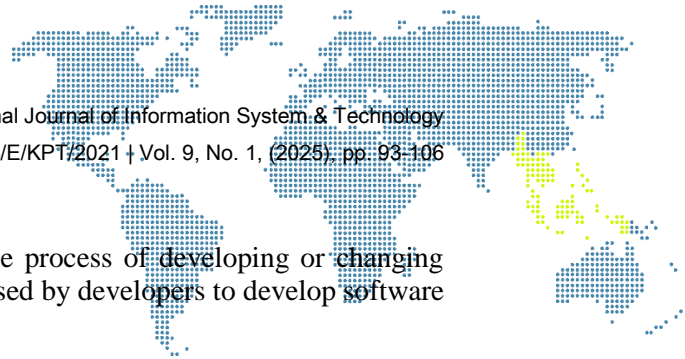 nal Journal of Information System & Technology
/E/KPT/2021 | Vol. 9, No. 1, (2025), pp. 93-106
e process of developing or changing
sed by developers to develop software